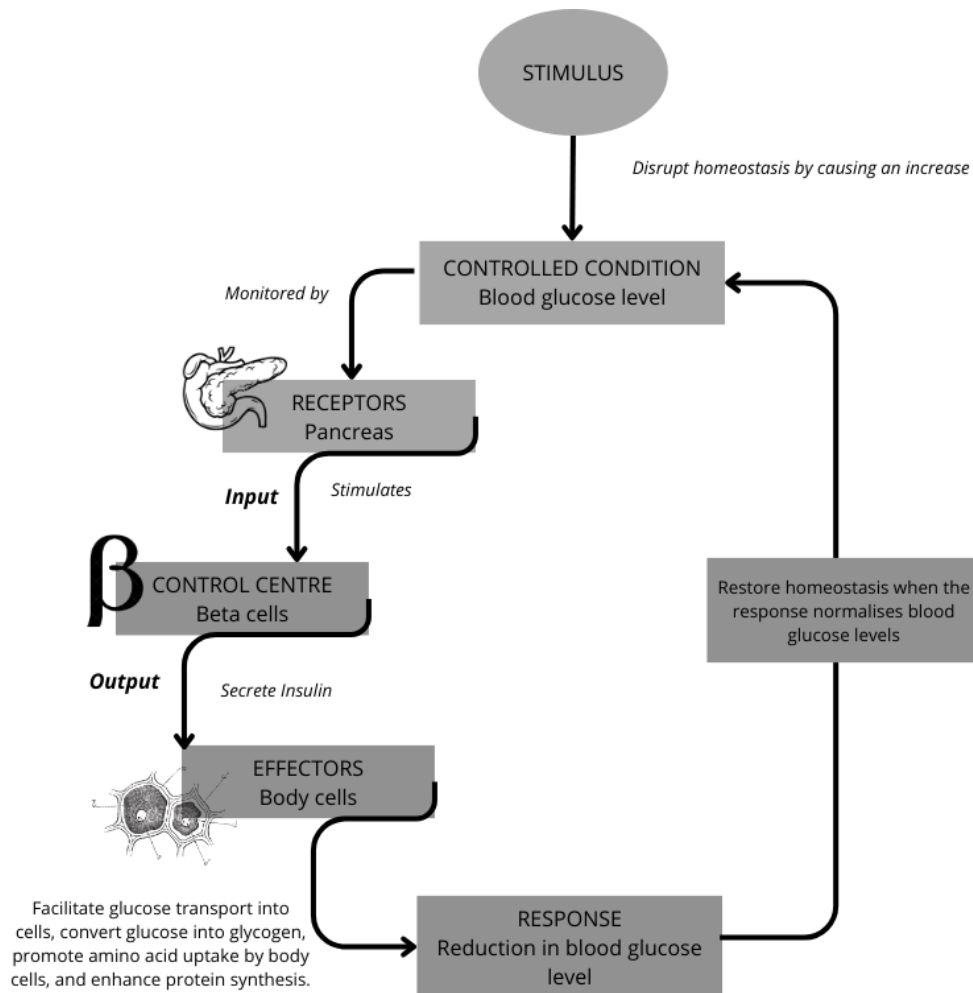 STIMULUS
Disrupt homeostasis by causing an increase
CONTROLLED CONDITION
Blood glucose level
Monitored by
RECEPTORS
Pancreas
Input
Stimulates
β
CONTROL CENTRE
Beta cells
Restore homeostasis when the
response normalises blood
glucose levels
Output
Secrete Insulin
EFFECTORS
Body cells
Facilitate glucose transport into
cells, convert glucose into glycogen,
promote amino acid uptake by body
cells, and enhance protein synthesis.
RESPONSE
Reduction in blood glucose
level